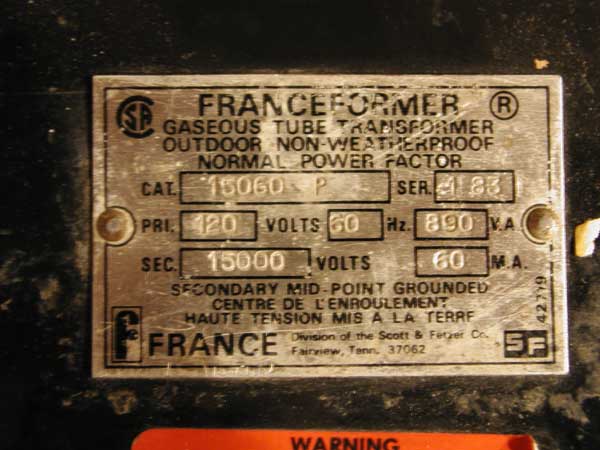 FRANCEFORMER ®
GASEOUS TUBE TRANSFORMER
OUTDOOR NON-WEATHERPROOF
NORMAL POWER FACTOR
CAT. 15060 P SER. 183
PRI. 120 VOLTS 60 Hz. 890 V.A.
SEC. 15000 VOLTS 60 M.A.
SECONDARY MID-POINT GROUNDED
CENTRE DE L'ENROULEMENT
HAUTE TENSION MIS A LA TERRE
FRANCE
Division of the Scott & Fetzer Co.
Fairview, Tenn. 37062
SF
42779
WARNING